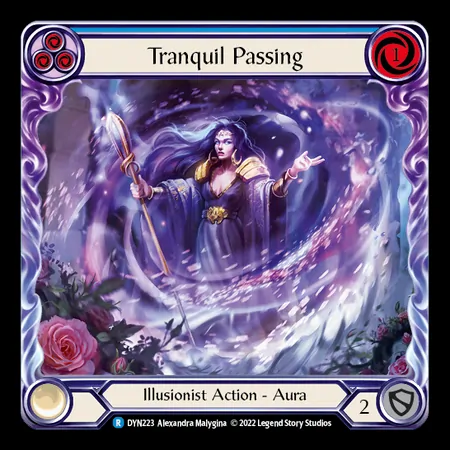 Tranquil Passing
1
Illusionist Action - Aura
2
R DYN223 Alexandra Malygina © 2022 Legend Story Studios